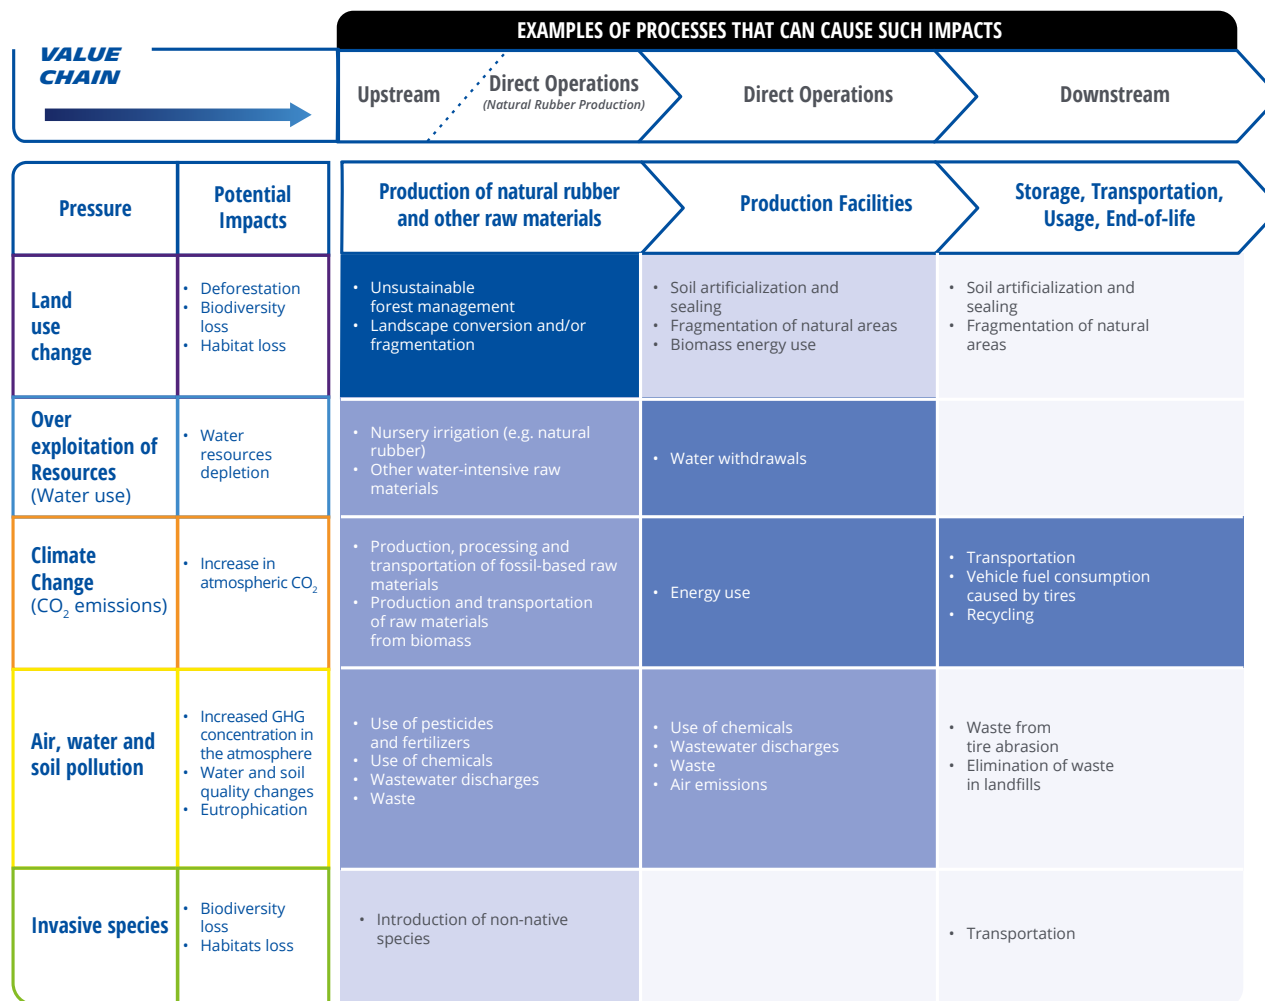 EXAMPLES OF PROCESSES THAT CAN CAUSE SUCH IMPACTS
VALUE
CHAIN
Upstream
Direct Operations
(Natural Rubber Production)
Direct Operations
Downstream
Pressure
Potential
Impacts
Production of natural rubber
and other raw materials
Production Facilities
Storage, Transportation,
Usage, End-of-life
Land
use
change
• Deforestation
• Biodiversity
loss
• Habitat loss
• Unsustainable
forest management
• Landscape conversion and/or
fragmentation
• Soil artificialization and
sealing
• Fragmentation of natural areas
• Biomass energy use
• Soil artificialization and
sealing
• Fragmentation of natural
areas
Over
exploitation of
Resources
(Water use)
• Water
resources
depletion
• Nursery irrigation (e.g. natural
rubber)
• Other water-intensive raw
materials
• Water withdrawals
Climate
Change
(CO₂ emissions)
• Increase in
atmospheric CO₂
• Production, processing and
transportation of fossil-based raw
materials
• Production and transportation
of raw materials
from biomass
• Energy use
• Transportation
• Vehicle fuel consumption
caused by tires
• Recycling
Air, water and
soil pollution
• Increased GHG
concentration in
the atmosphere
• Water and soil
quality changes
• Eutrophication
• Use of pesticides
and fertilizers
• Use of chemicals
• Wastewater discharges
• Waste
• Use of chemicals
• Wastewater discharges
• Waste
• Air emissions
• Waste from
tire abrasion
• Elimination of waste
in landfills
Invasive species
• Biodiversity
loss
• Habitats loss
• Introduction of non-native
species
• Transportation